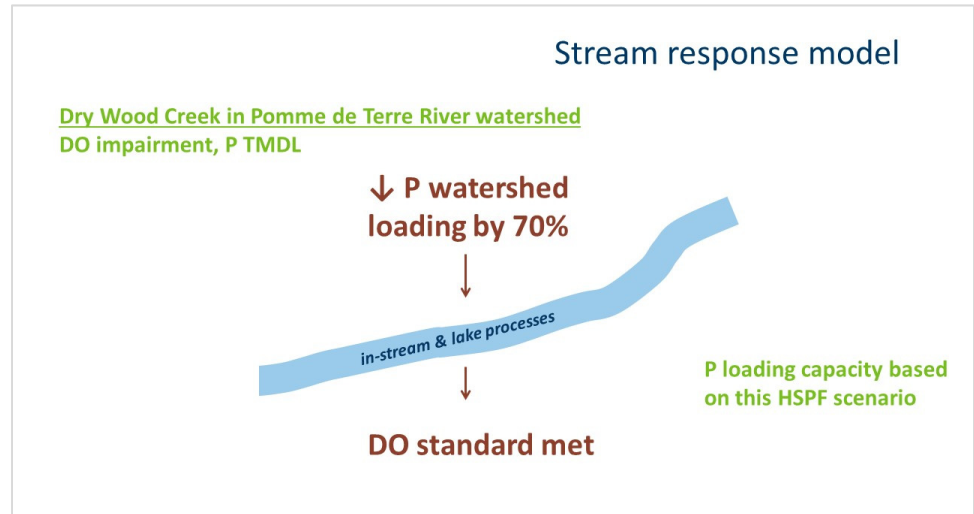 Stream response model
Dry Wood Creek in Pomme de Terre River watershed
DO impairment, P TMDL
↓ P watershed
loading by 70%
in-stream & lake processes
P loading capacity based
on this HSPF scenario
DO standard met